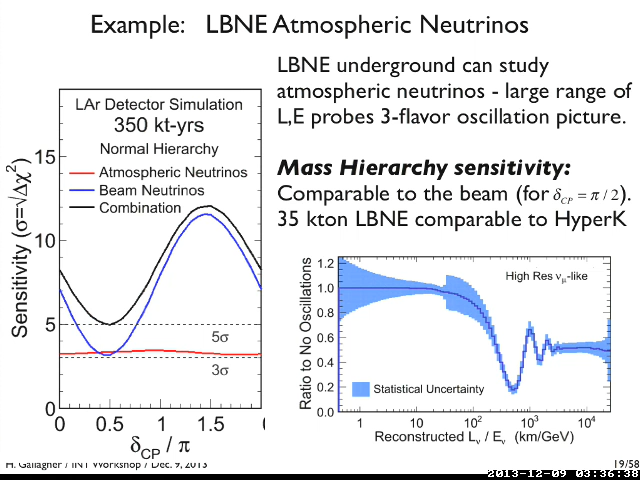 Example: LBNE Atmospheric Neutrinos
LBNE underground can study
atmospheric neutrinos - large range of
L,E probes 3-flavor oscillation picture.
Mass Hierarchy sensitivity:
Comparable to the beam (for δCP = π / 2).
35 kton LBNE comparable to HyperK
LAr Detector Simulation
350 kt-yrs
Normal Hierarchy
Atmospheric Neutrinos
Beam Neutrinos
Combination
Sensitivity (σ=√Δχ²)
15
10
5
0
5σ
3σ
0 0.5 1 1.5
δCP / π
High Res νμ-like
Ratio to No Oscillations
1.2
1.0
0.8
0.6
0.4
0.2
0.0
Statistical Uncertainty
1 10 10² 10³ 10⁴
Reconstructed Lν / Eν (km/GeV)
H. Gallagher / INT Workshop / Dec. 9, 2013
19/58
2013-12-09 03:36:38